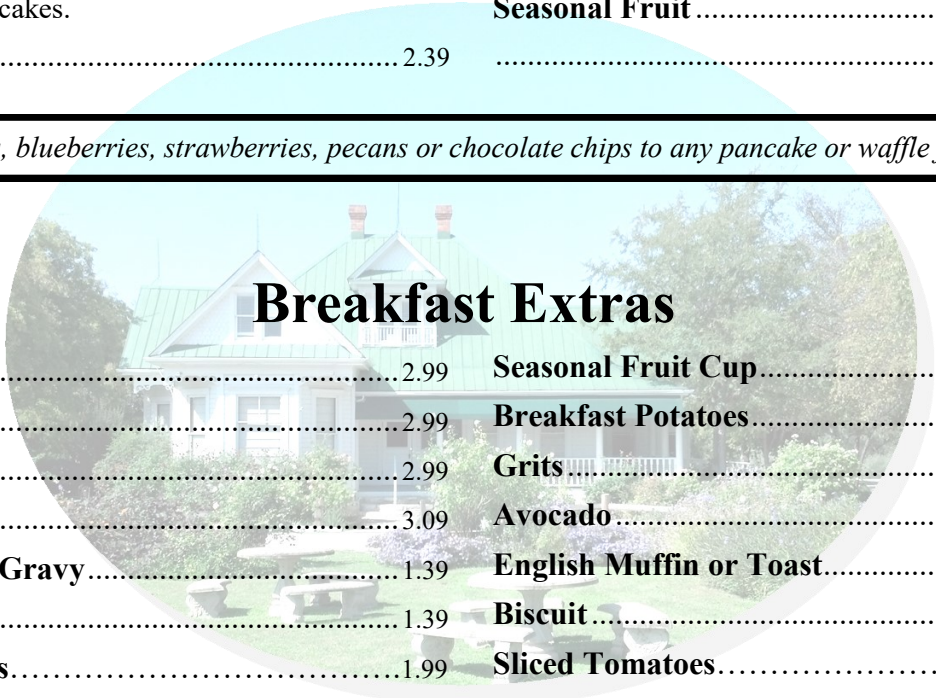 cakes.
Seasonal Fruit ..........
.......... 2.39
..........
, blueberries, strawberries, pecans or chocolate chips to any pancake or waffle
Breakfast Extras
.......... 2.99
.......... 2.99
.......... 2.99
.......... 3.09
Gravy .......... 1.39
.......... 1.39
s .......... 1.99
Seasonal Fruit Cup ..........
Breakfast Potatoes ..........
Grits ..........
Avocado ..........
English Muffin or Toast ..........
Biscuit ..........
Sliced Tomatoes ..........